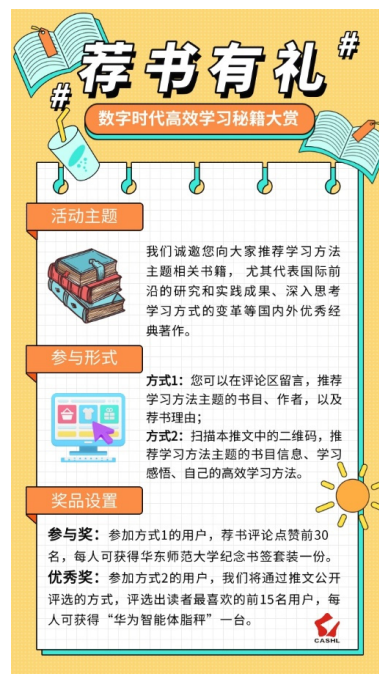 荐书有礼
#
#
数字时代高效学习秘籍大赏
活动主题
我们诚邀您向大家推荐学习方法
主题相关书籍，尤其代表国际前
沿的研究和实践成果、深入思考
学习方式的变革等国内外优秀经
典著作。
参与形式
方式1：您可以在评论区留言，推荐
学习方法主题的书目、作者，以及
荐书理由；
方式2：扫描本推文中的二维码，推
荐学习方法主题的书目信息、学习
感悟、自己的高效学习方法。
奖品设置
参与奖：参加方式1的用户，荐书评论点赞前30
名，每人可获得华东师范大学纪念书签套装一份。
优秀奖：参加方式2的用户，我们将通过推文公开
评选的方式，评选出读者最喜欢的前15名用户，每
人可获得“华为智能体脂秤”一台。
CASHL